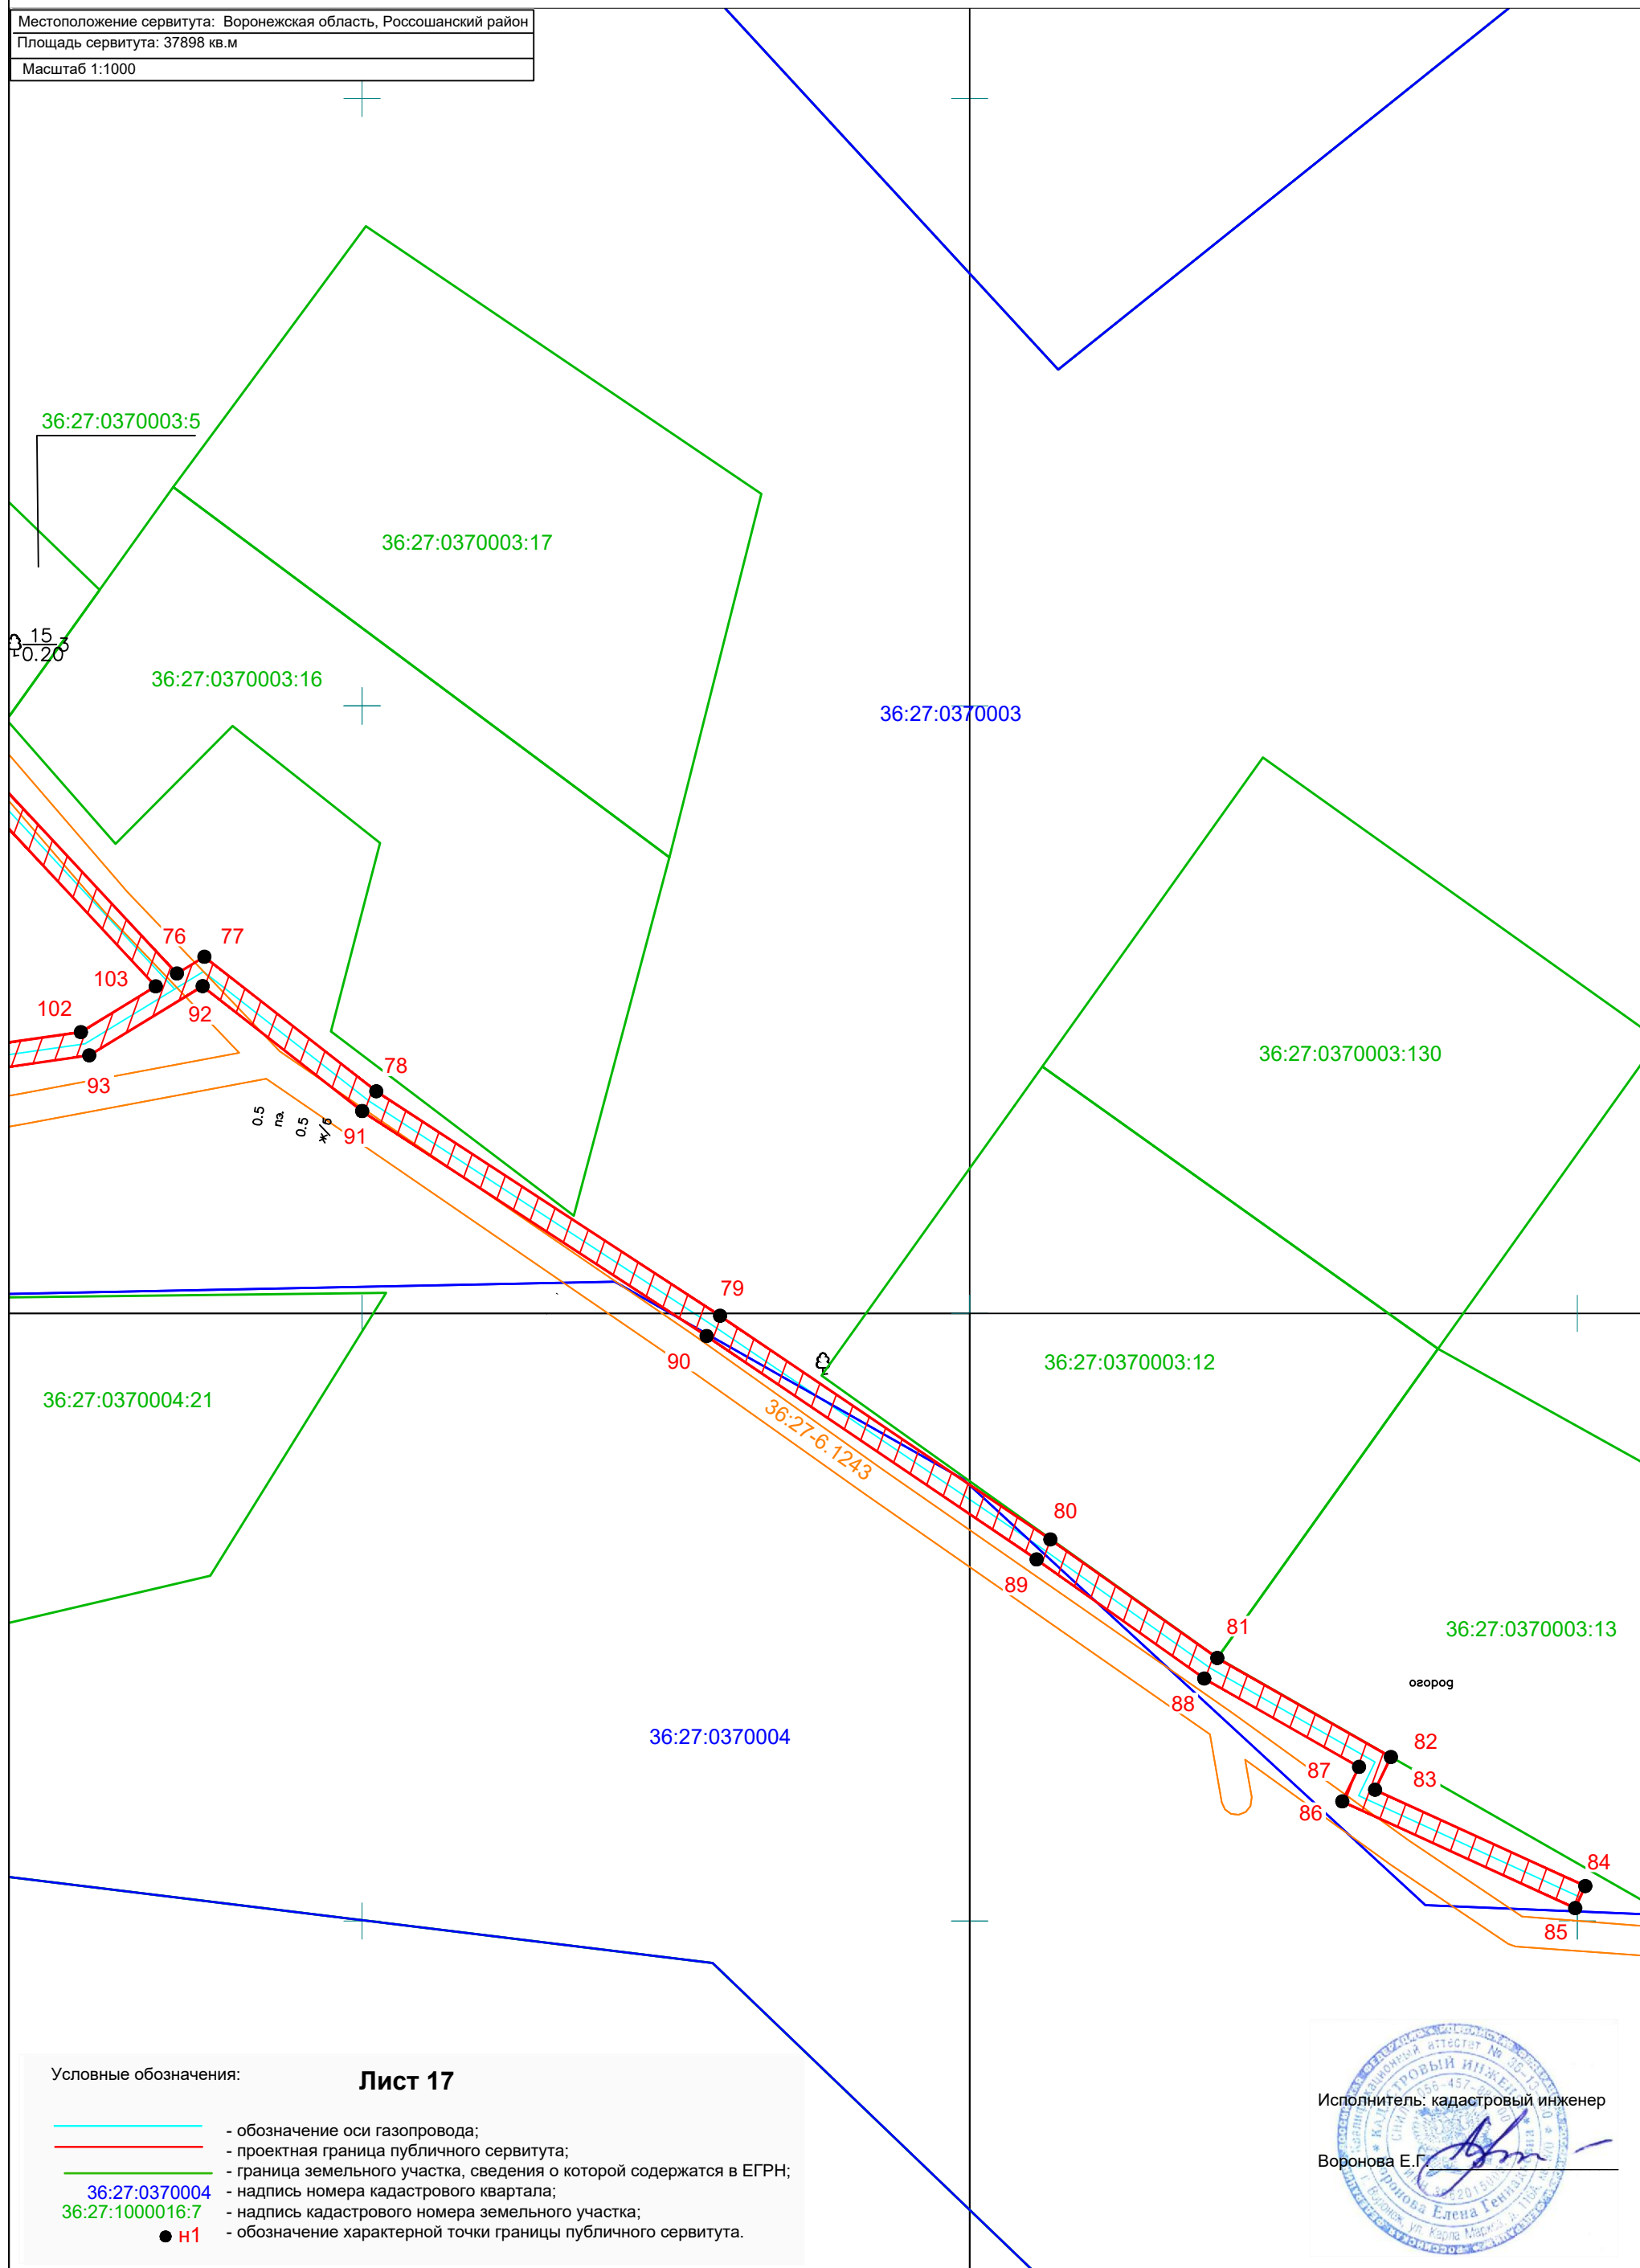 Местоположение сервитута: Воронежская область, Россошанский район
Площадь сервитута: 37898 кв.м
Масштаб 1:1000
36:27:0370003:5
36:27:0370003:17
15
0.20
3
36:27:0370003:16
36:27:0370003
76
77
103
102
92
93
78
91
0.5
пэ.
0.5
ж/б
36:27:0370003:130
79
90
36:27:0370003:12
36:27:0370004:21
36:27-6.1243
80
89
81
36:27:0370003:13
огород
88
36:27:0370004
82
87
83
86
84
85
Условные обозначения:
Лист 17
- обозначение оси газопровода;
- проектная граница публичного сервитута;
- граница земельного участка, сведения о которой содержатся в ЕГРН;
36:27:0370004 - надпись номера кадастрового квартала;
36:27:1000016:7 - надпись кадастрового номера земельного участка;
н1 - обозначение характерной точки границы публичного сервитута.
Исполнитель: кадастровый инженер
Воронова Е.Г.